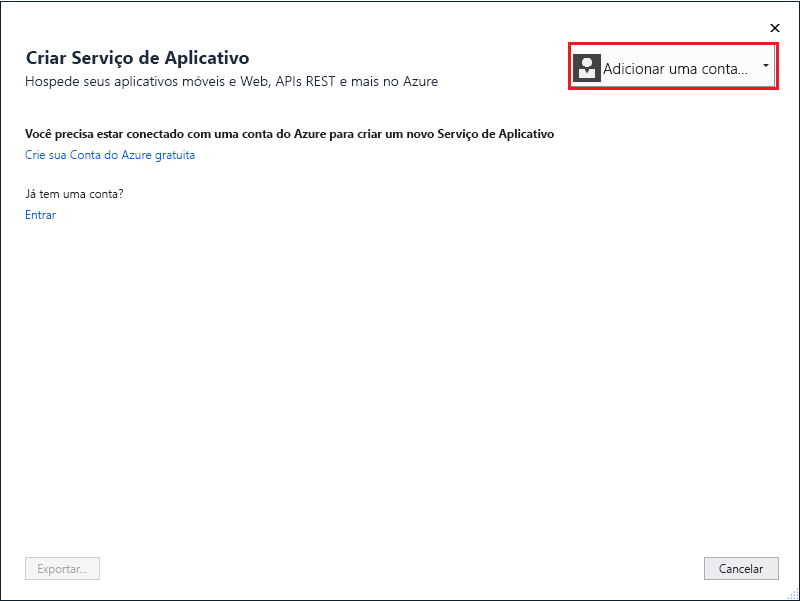 Criar Serviço de Aplicativo
Hospede seus aplicativos móveis e Web, APIs REST e mais no Azure
Adicionar uma conta...
Você precisa estar conectado com uma conta do Azure para criar um novo Serviço de Aplicativo
Crie sua Conta do Azure gratuita
Já tem uma conta?
Entrar
Exportar...
Cancelar